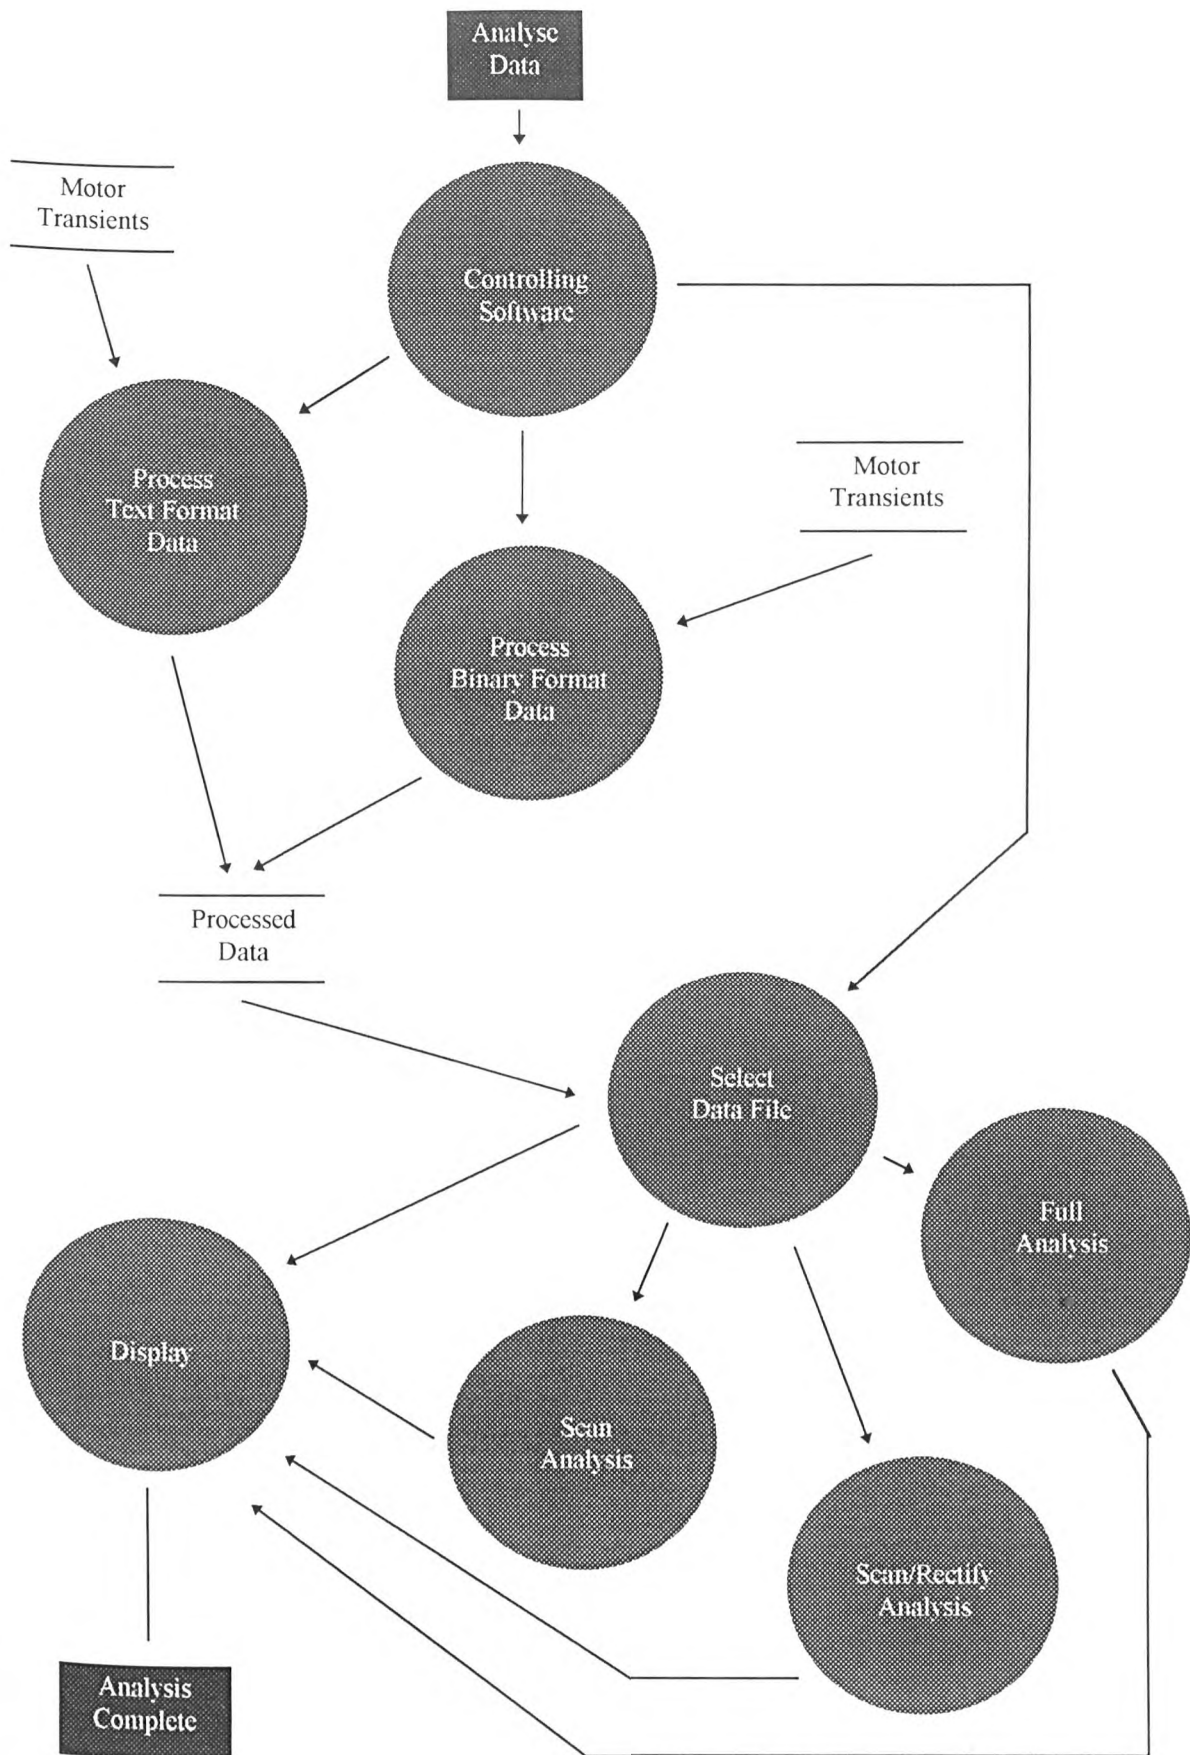 Analyse
Data
Motor
Transients
Controlling
Software
Process
Text Format
Data
Motor
Transients
Process
Binary Format
Data
Processed
Data
Select
Data File
Full
Analysis
Display
Scan
Analysis
Scan/Rectify
Analysis
Analysis
Complete